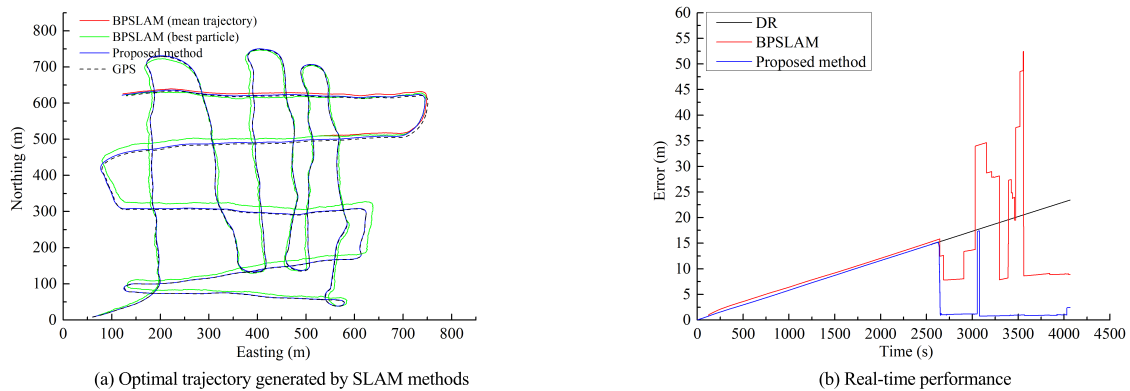 BPSLAM (mean trajectory)
BPSLAM (best particle)
Proposed method
GPS
800
700
600
500
400
300
200
100
0
Northing (m)
0 100 200 300 400 500 600 700 800
Easting (m)
(a) Optimal trajectory generated by SLAM methods
DR
BPSLAM
Proposed method
60
55
50
45
40
35
30
25
20
15
10
5
0
Error (m)
0 500 1000 1500 2000 2500 3000 3500 4000 4500
Time (s)
(b) Real-time performance